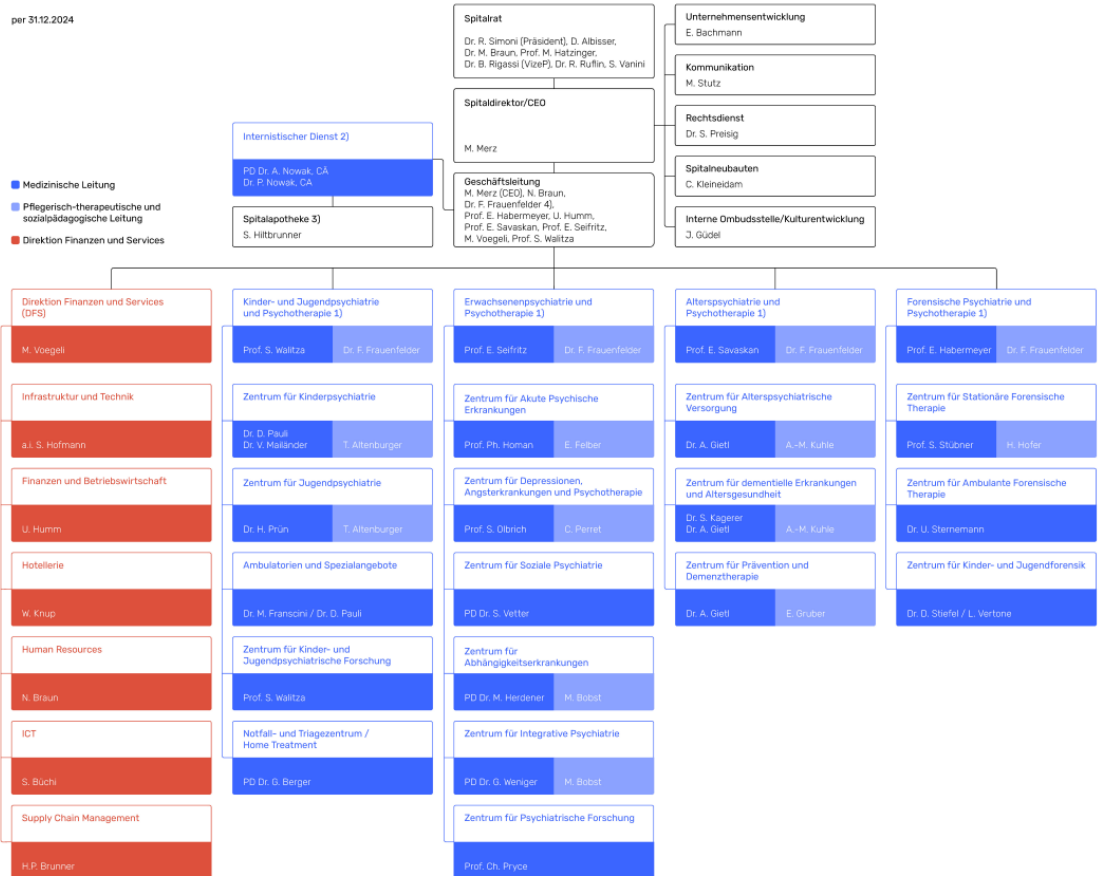 per 31.12.2024
Spitalrat
Dr. R. Simoni (Präsident), D. Albisser,
Dr. M. Braun, Prof. M. Hatzinger,
Dr. B. Rigassi (VizeP), Dr. R. Ruflin, S. Vanini
Unternehmensentwicklung
E. Bachmann
Kommunikation
M. Stutz
Spitaldirektor/CEO
M. Merz
Rechtsdienst
Dr. S. Preisig
Internistischer Dienst 2)
PD Dr. A. Nowak, CÄ
Dr. P. Nowak, CA
Spitalneubauten
C. Kleineidam
Geschäftsleitung
M. Merz (CEO), N. Braun,
Dr. F. Frauenfelder 4),
Prof. E. Habermeyer, U. Humm,
Prof. E. Savaskan, Prof. E. Seifritz,
M. Voegeli, Prof. S. Walitza
Spitalapotheke 3)
S. Hiltbrunner
Interne Ombudsstelle/Kulturentwicklung
J. Güdel
Medizinische Leitung
Pflegerisch-therapeutische und
sozialpädagogische Leitung
Direktion Finanzen und Services
Direktion Finanzen und Services
(DFS)
M. Voegeli
Infrastruktur und Technik
a.i. S. Hofmann
Finanzen und Betriebswirtschaft
U. Humm
Hotellerie
W. Knup
Human Resources
N. Braun
ICT
S. Büchi
Supply Chain Management
H.P. Brunner
Kinder- und Jugendpsychiatrie
und Psychotherapie 1)
Prof. S. Walitza
Dr. F. Frauenfelder
Zentrum für Kinderpsychiatrie
Dr. D. Pauli
Dr. V. Mailänder
T. Altenburger
Zentrum für Jugendpsychiatrie
Dr. H. Prün
T. Altenburger
Ambulatorien und Spezialangebote
Dr. M. Franscini / Dr. D. Pauli
Zentrum für Kinder- und
Jugendpsychiatrische Forschung
Prof. S. Walitza
Notfall- und Triagezentrum /
Home Treatment
PD Dr. G. Berger
Erwachsenenpsychiatrie und
Psychotherapie 1)
Prof. E. Seifritz
Dr. F. Frauenfelder
Zentrum für Akute Psychische
Erkrankungen
Prof. Ph. Homan
E. Felber
Zentrum für Depressionen,
Angsterkrankungen und Psychotherapie
Prof. S. Olbrich
C. Perret
Zentrum für Soziale Psychiatrie
PD Dr. S. Vetter
Zentrum für
Abhängigkeitserkrankungen
PD Dr. M. Herdener
M. Bobst
Zentrum für Integrative Psychiatrie
PD Dr. G. Weniger
M. Bobst
Zentrum für Psychiatrische Forschung
Prof. Ch. Pryce
Alterspsychiatrie und
Psychotherapie 1)
Prof. E. Savaskan
Dr. F. Frauenfelder
Zentrum für Alterspsychiatrische
Versorgung
Dr. A. Gietl
A.-M. Kuhle
Zentrum für dementielle Erkrankungen
und Altersgesundheit
Dr. S. Kagerer
Dr. A. Gietl
A.-M. Kuhle
Zentrum für Prävention und
Demenztherapie
Dr. A. Gietl
E. Gruber
Forensische Psychiatrie und
Psychotherapie 1)
Prof. E. Habermeyer
Dr. F. Frauenfelder
Zentrum für Stationäre Forensische
Therapie
Prof. S. Stübner
H. Hofer
Zentrum für Ambulante Forensische
Therapie
Dr. U. Sternemann
Zentrum für Kinder- und Jugendforensik
Dr. D. Stiefel / L. Vertone